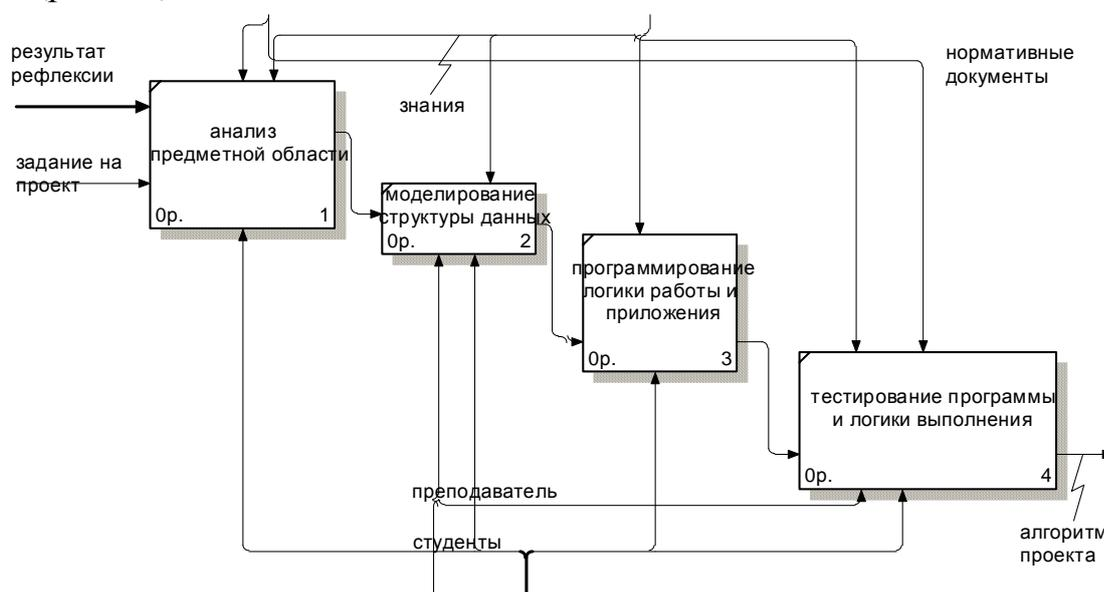 результат
рефлексии
нормативные
документы
знания
задание на
проект
анализ
предметной области
0р.
1
моделирование
структуры данных
0р.
2
программирование
логики работы и
приложения
0р.
3
тестирование программы
и логики выполнения
0р.
4
преподаватель
студенты
алгоритм
проекта